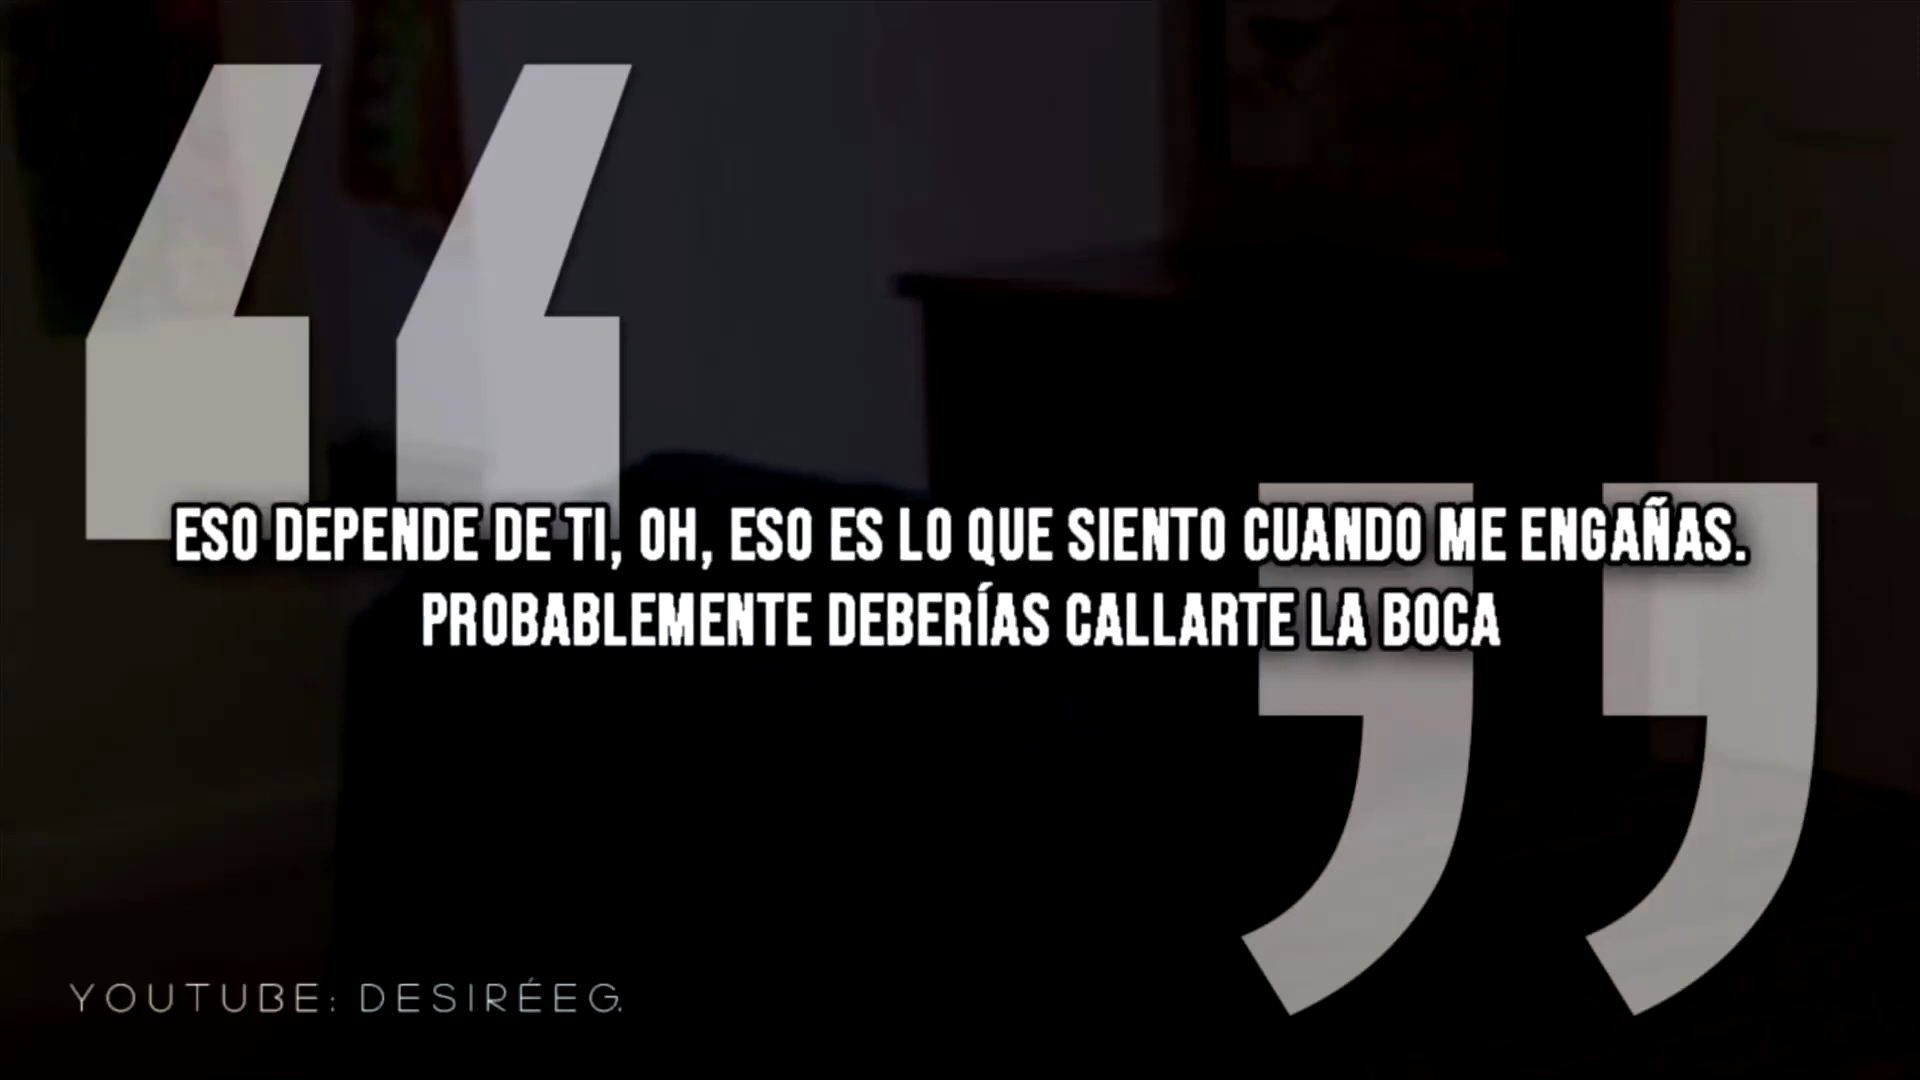 ESO DEPENDE DE TI, OH, ESO ES LO QUE SIENTO CUANDO ME ENGAÑAS.
PROBABLEMENTE DEBERÍAS CALLARTE LA BOCA
YOUTUBE: DESIRÉEG.